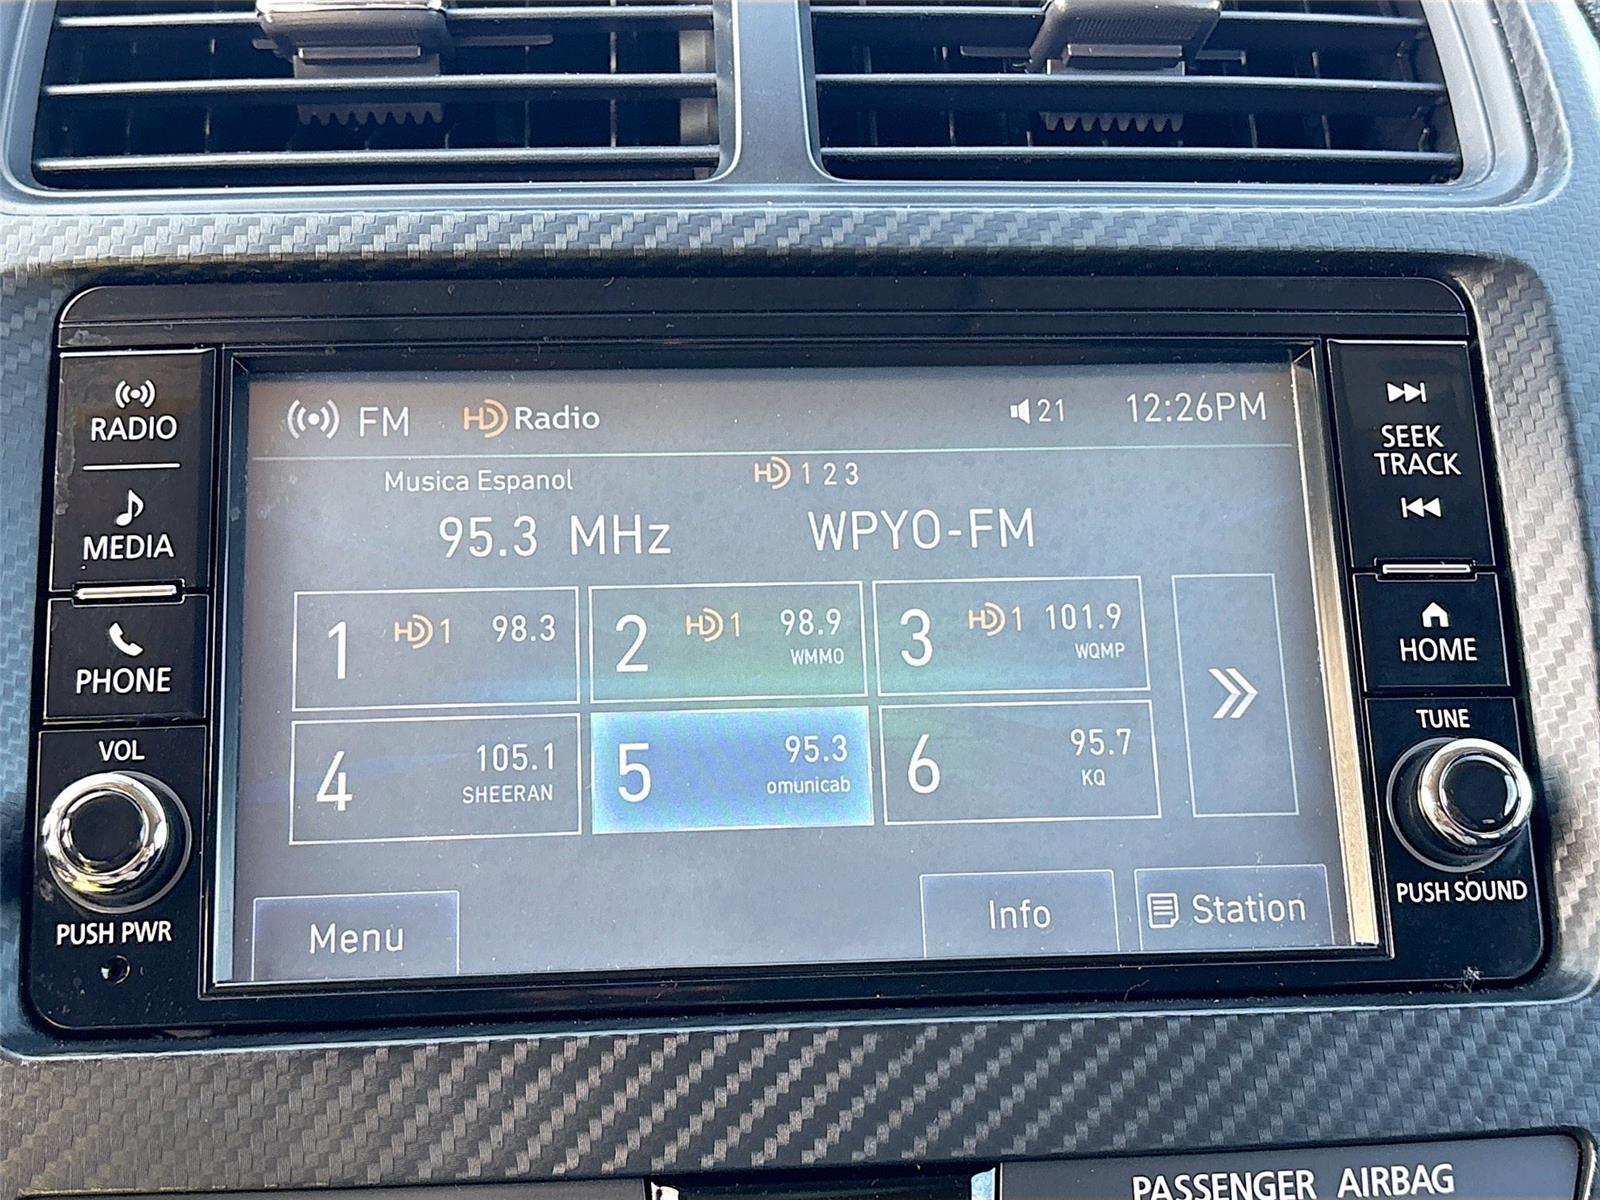 RADIO
MEDIA
PHONE
VOL
PUSH PWR
FM HD Radio 21 12:26PM
Musica Espanol HD 1 2 3
95.3 MHz WPYO-FM
1 HD 1 98.3
2 HD 1 98.9
WMMO
3 HD 1 101.9
WQMP
4 105.1
SHEERAN
5 95.3
omunicab
6 95.7
KQ
Menu
Info
Station
SEEK
TRACK
HOME
TUNE
PUSH SOUND
PASSENGER AIRBAG